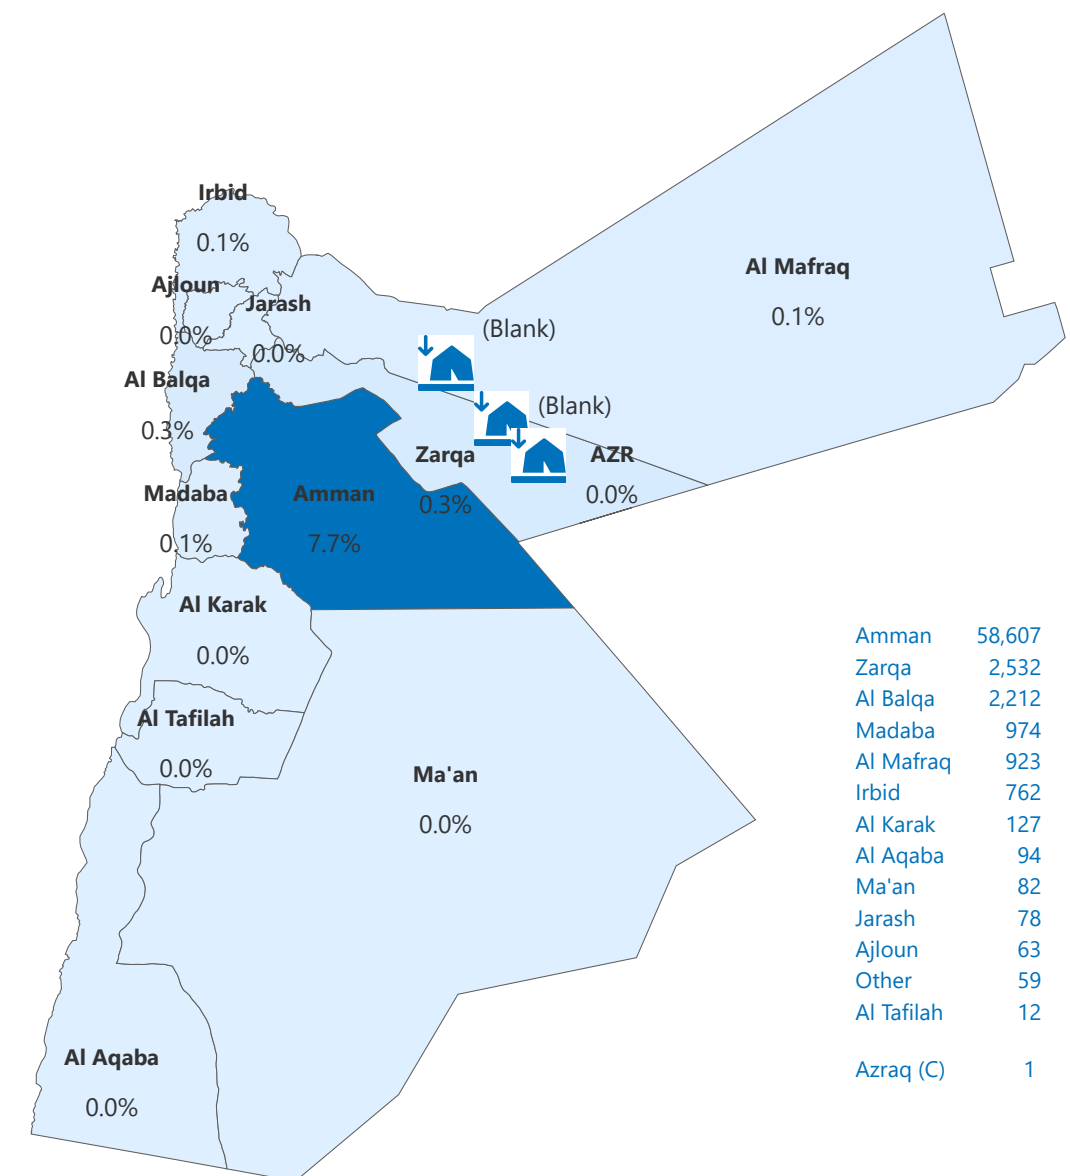 Irbid
0.1%
Al Mafraq
0.1%
Ajloun
0.0%
Jarash
0.0%
(Blank)
Al Balqa
0.3%
(Blank)
Zarqa
0.3%
AZR
0.0%
Madaba
0.1%
Amman
7.7%
Al Karak
0.0%
Al Tafilah
0.0%
Ma'an
0.0%
Al Aqaba
0.0%
Amman 58,607
Zarqa 2,532
Al Balqa 2,212
Madaba 974
Al Mafraq 923
Irbid 762
Al Karak 127
Al Aqaba 94
Ma'an 82
Jarash 78
Ajloun 63
Other 59
Al Tafilah 12
Azraq (C) 1